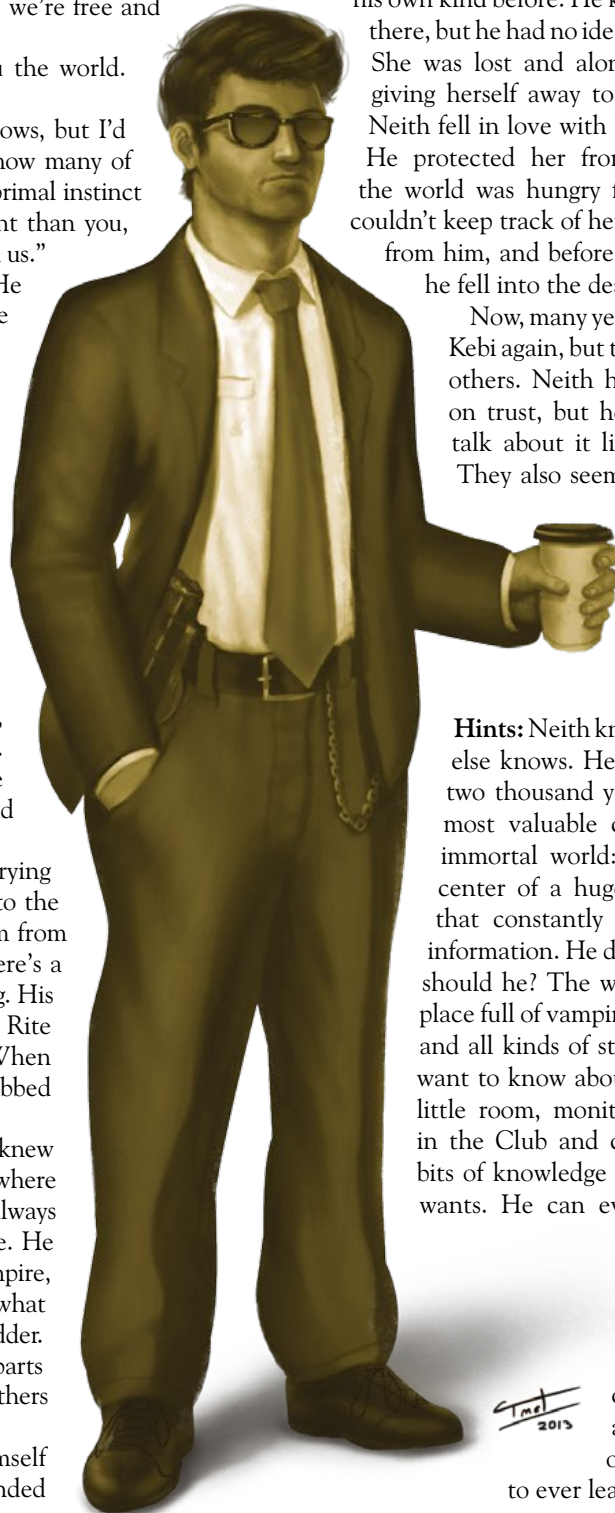 we're free and
u the world.
ows, but I'd
how many of
primal instinct
nt than you,
us."
He
e
e
d
rying
to the
m from
ere's a
g. His
Rite
When
bbed
knew
where
lways
e. He
mpire,
what
dder.
parts
thers
mself
nded
his own kind before. He k
there, but he had no ide
She was lost and alon
giving herself away to
Neith fell in love with
He protected her from
the world was hungry f
couldn't keep track of he
from him, and before
he fell into the des
Now, many ye
Kebi again, but t
others. Neith h
on trust, but he
talk about it li
They also seem
Hints: Neith kn
else knows. He
two thousand y
most valuable c
immortal world:
center of a huge
that constantly
information. He d
should he? The w
place full of vampir
and all kinds of st
want to know abou
little room, monit
in the Club and c
bits of knowledge
wants. He can ev
c
a
o
to ever lea
2013